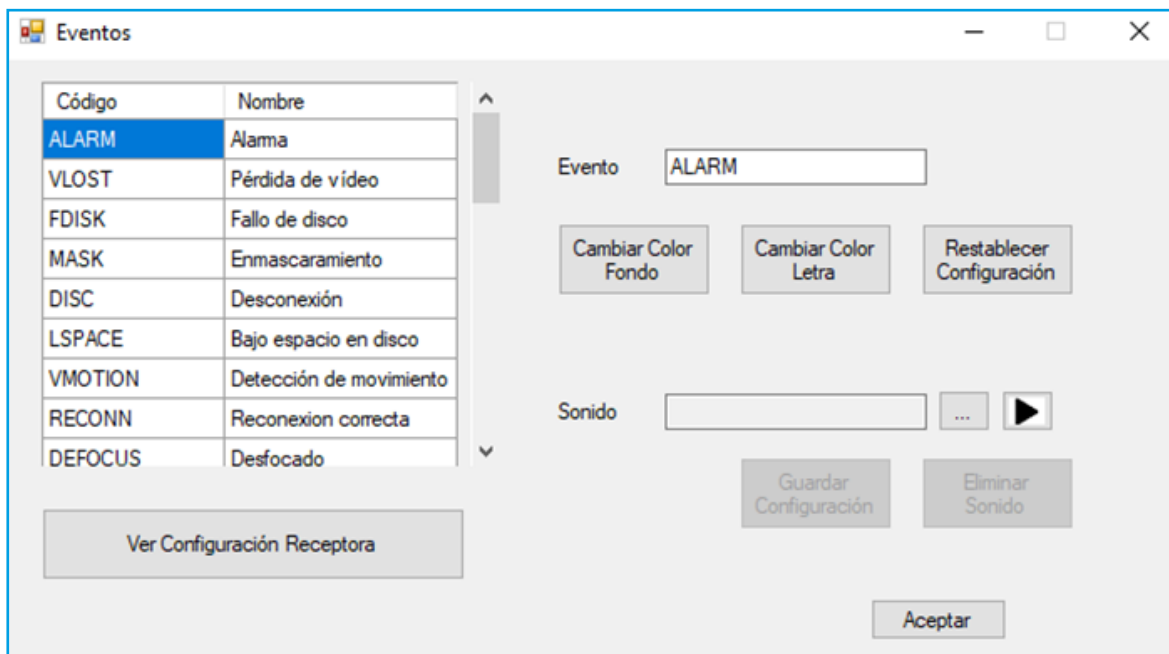 Eventos
Código Nombre
ALARM Alarma
VLOST Pérdida de vídeo
FDISK Fallo de disco
MASK Enmascaramiento
DISC Desconexión
LSPACE Bajo espacio en disco
VMOTION Detección de movimiento
RECONN Reconexion correcta
DEFOCUS Desfocado
Ver Configuración Receptora
Evento ALARM
Cambiar Color
Fondo
Cambiar Color
Letra
Restablecer
Configuración
Sonido ...
Guardar
Configuración
Eliminar
Sonido
Aceptar